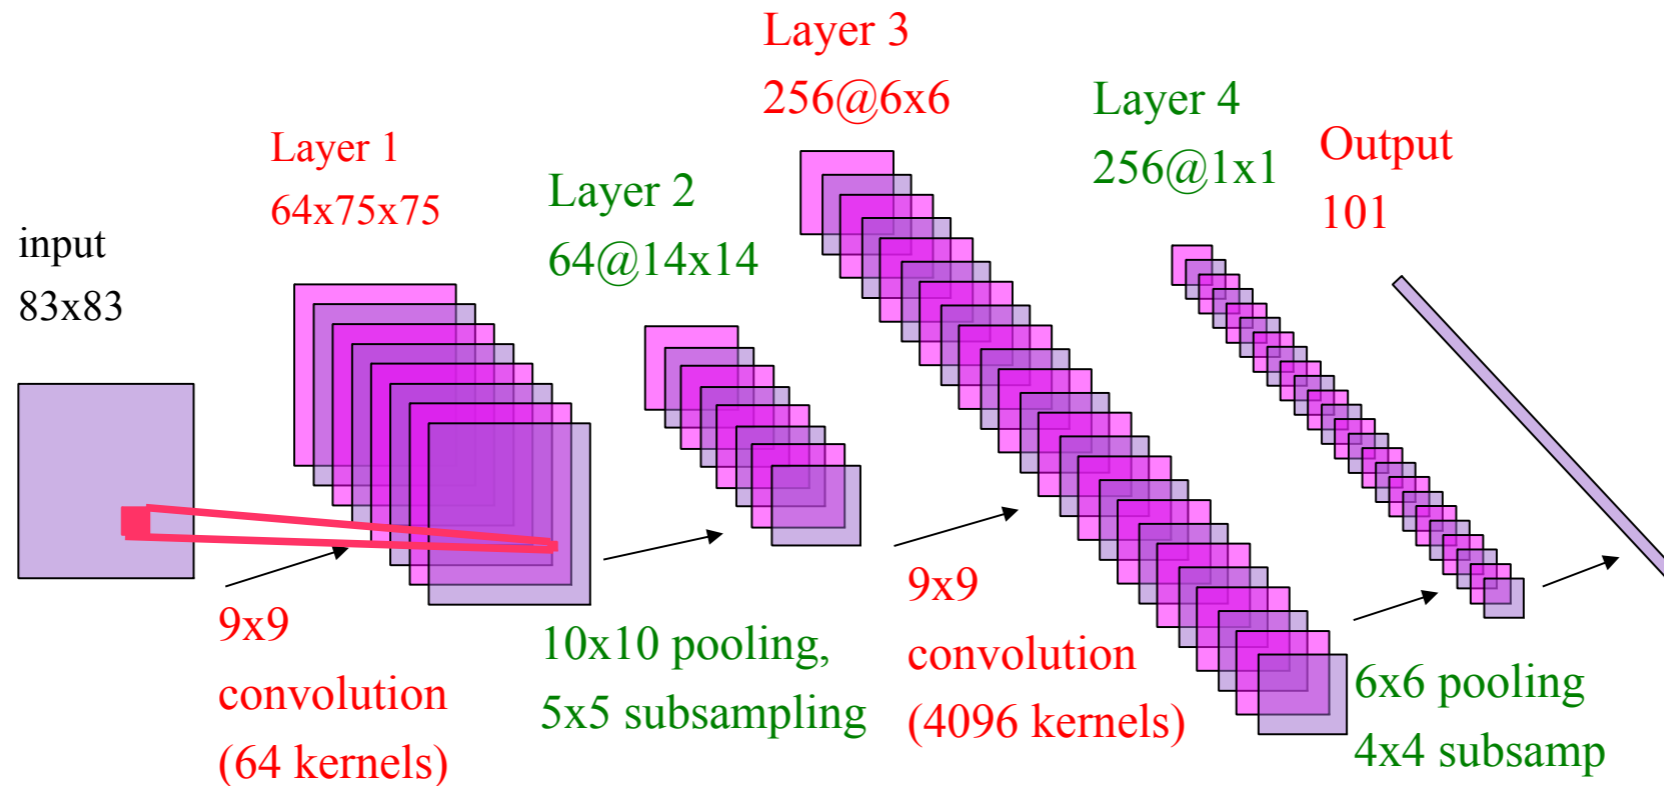 input
83x83
Layer 1
64x75x75
9x9
convolution
(64 kernels)
Layer 2
64@14x14
10x10 pooling,
5x5 subsampling
Layer 3
256@6x6
9x9
convolution
(4096 kernels)
Layer 4
256@1x1
6x6 pooling
4x4 subsamp
Output
101